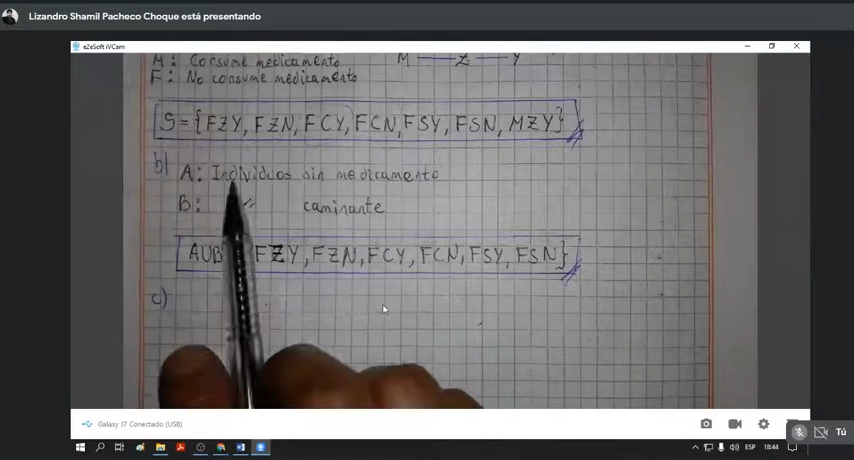 Lizandro Shamil Pacheco Choque está presentando
e2eSoft iVCam
M: Consume medicamento
M — Z — Y
F: No consume medicamento
S = {FZY, FZN, FCY, FCN, FSY, FSN, MZY}
b) A: Individuos sin medicamento
B: " caminante
AUB FZY, FZN, FCY, FCN, FSY, FSN}
c)
Galaxy J7 Conectado (USB)
Tú
ESP 18:44